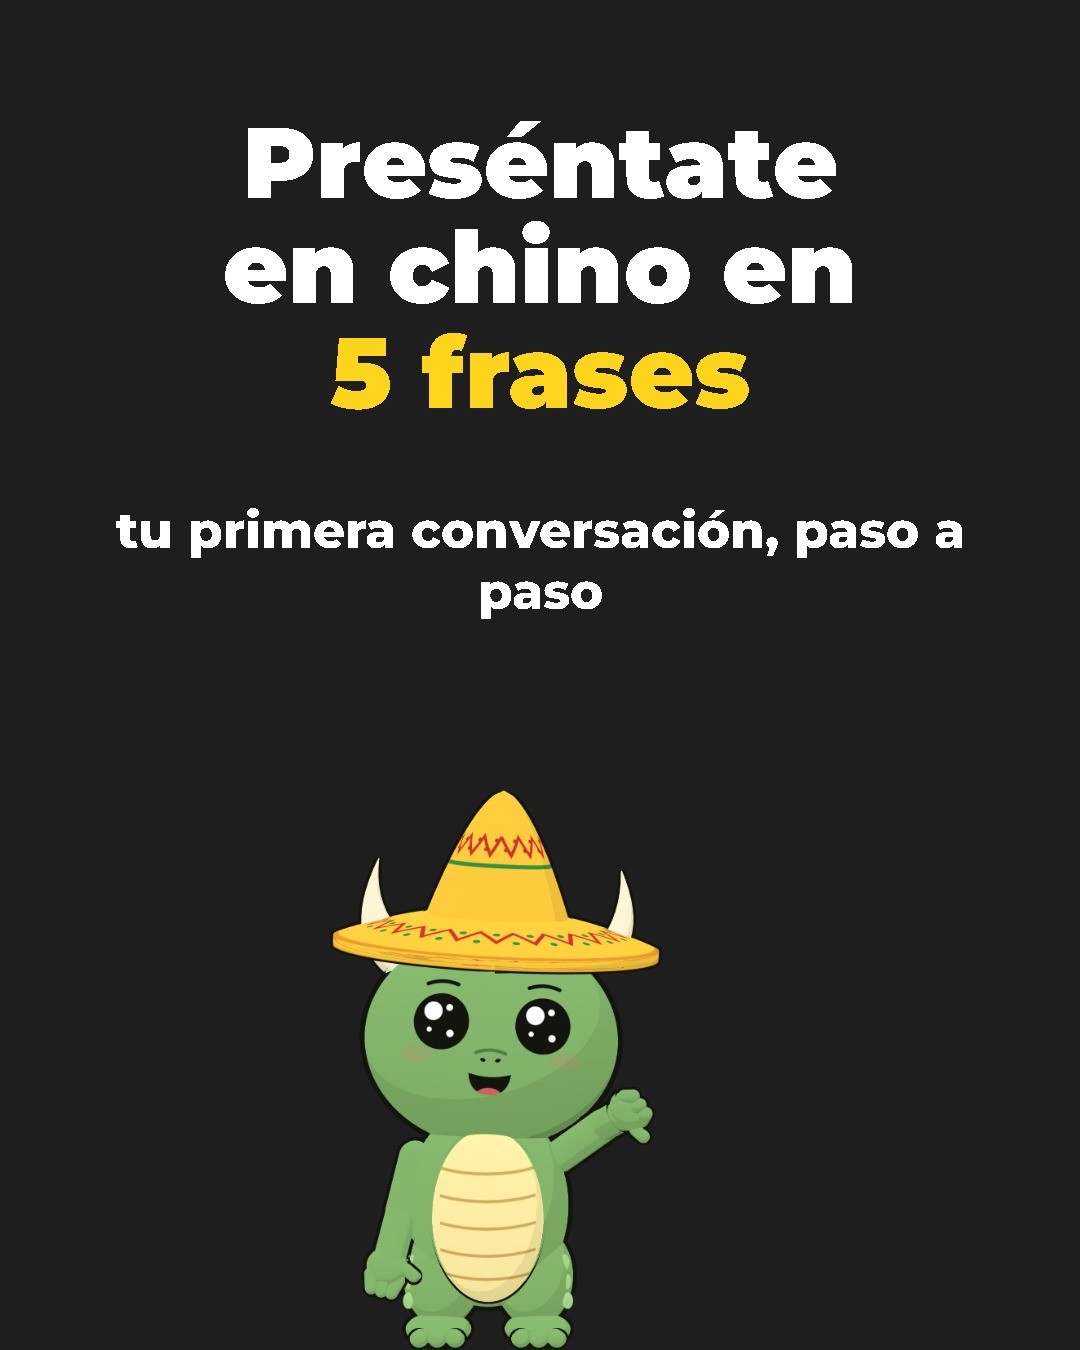 Preséntate
en chino en
5 frases
tu primera conversación, paso a
paso